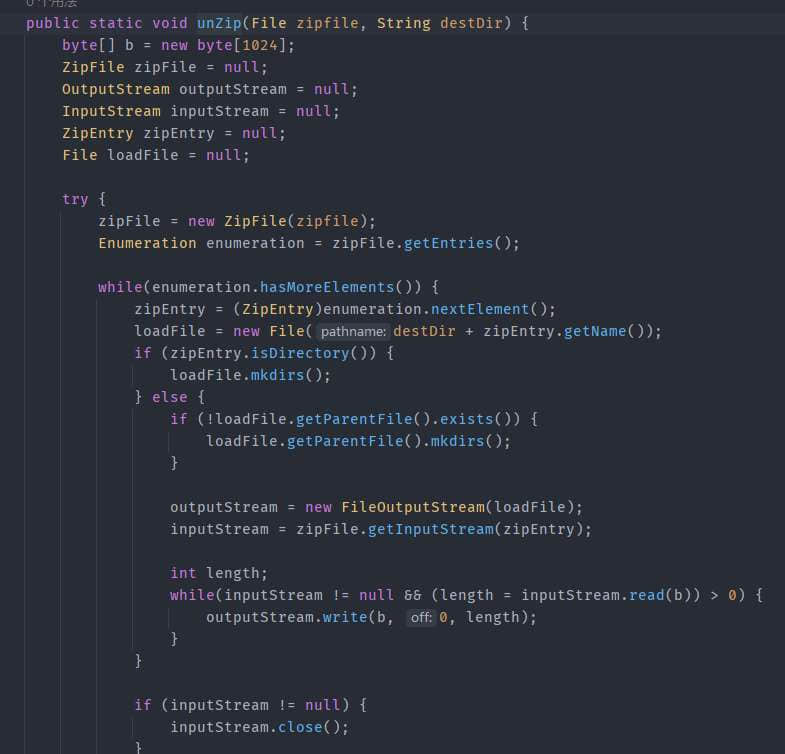 0 个用法
public static void unZip(File zipfile, String destDir) {
    byte[] b = new byte[1024];
    ZipFile zipFile = null;
    OutputStream outputStream = null;
    InputStream inputStream = null;
    ZipEntry zipEntry = null;
    File loadFile = null;

    try {
        zipFile = new ZipFile(zipfile);
        Enumeration enumeration = zipFile.getEntries();

        while(enumeration.hasMoreElements()) {
            zipEntry = (ZipEntry)enumeration.nextElement();
            loadFile = new File( pathname: destDir + zipEntry.getName());
            if (zipEntry.isDirectory()) {
                loadFile.mkdirs();
            } else {
                if (!loadFile.getParentFile().exists()) {
                    loadFile.getParentFile().mkdirs();
                }

                outputStream = new FileOutputStream(loadFile);
                inputStream = zipFile.getInputStream(zipEntry);

                int length;
                while(inputStream != null && (length = inputStream.read(b)) > 0) {
                    outputStream.write(b, off: 0, length);
                }
            }

            if (inputStream != null) {
                inputStream.close();
            }